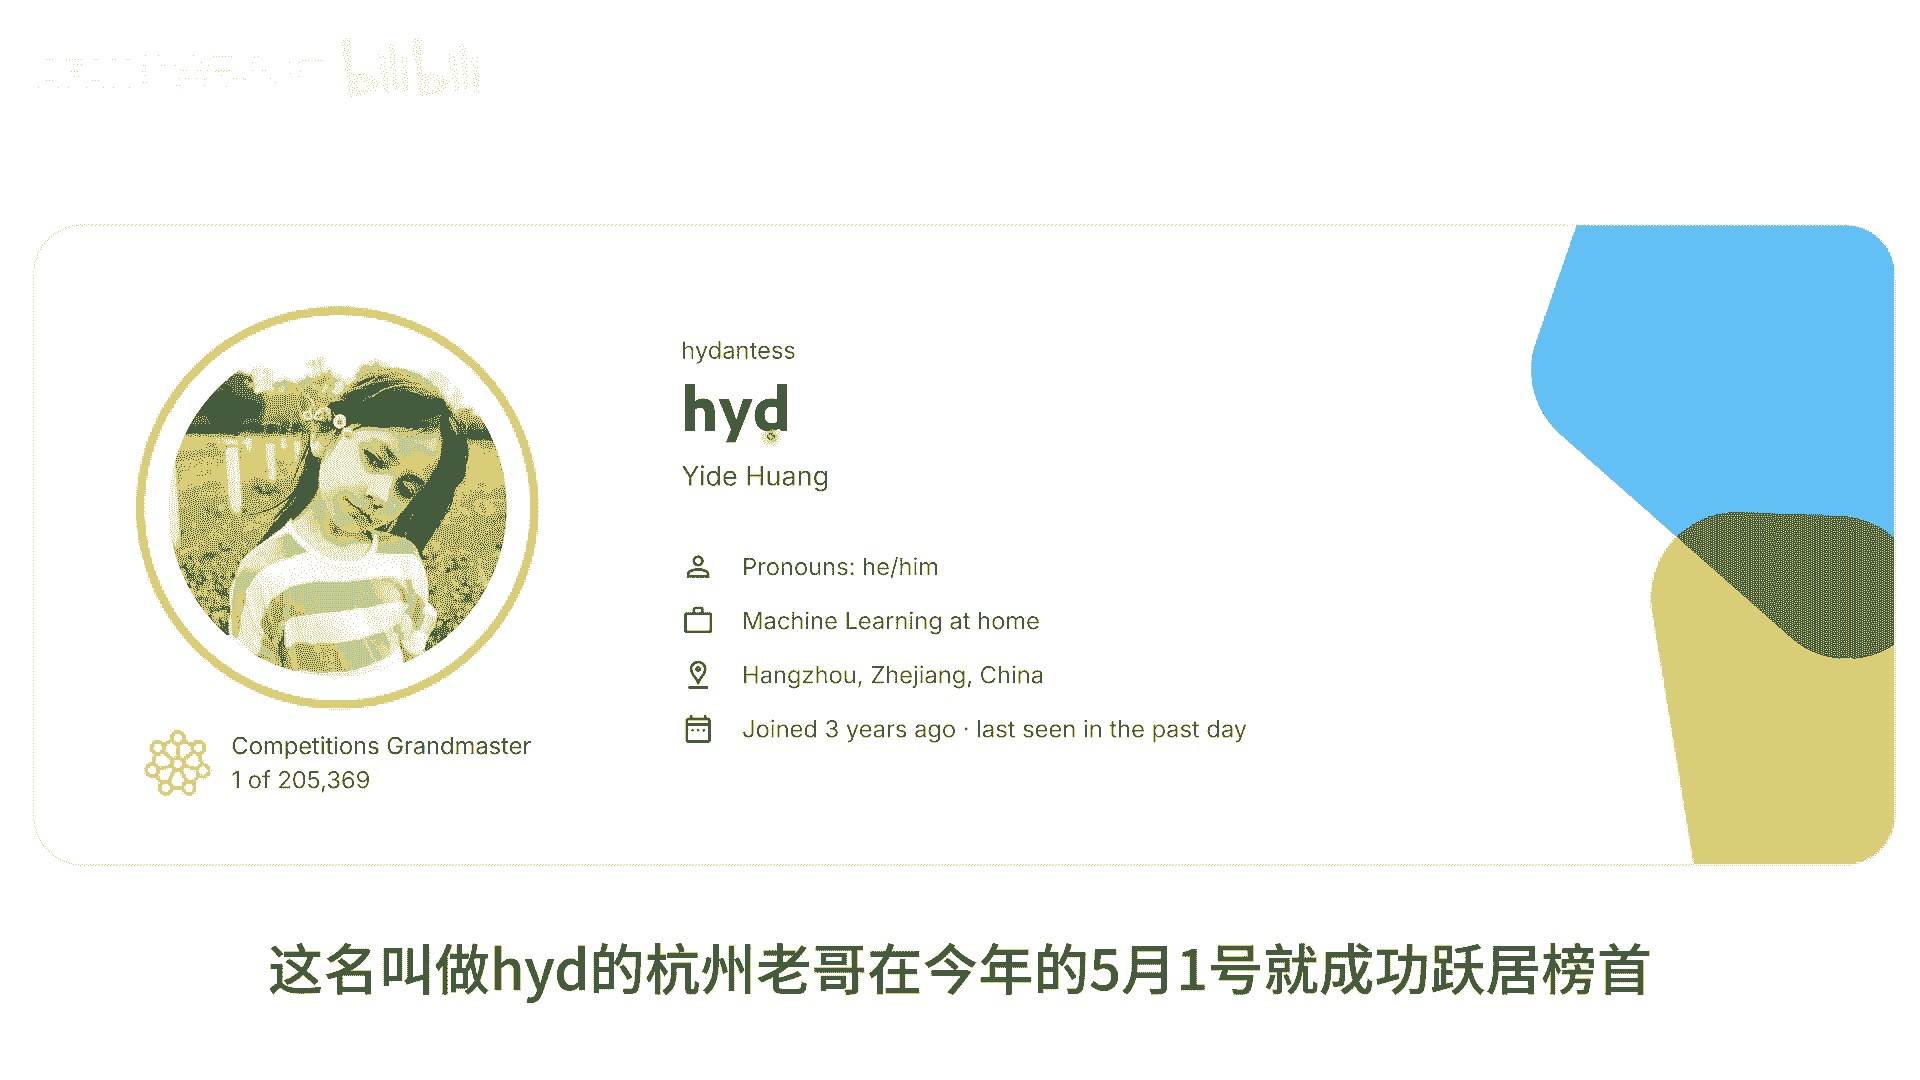 bilibili
hydantess
hyd
Yide Huang
Pronouns: he/him
Machine Learning at home
Hangzhou, Zhejiang, China
Joined 3 years ago · last seen in the past day
Competitions Grandmaster
1 of 205,369
这名叫做hyd的杭州老哥在今年的5月1号就成功跃居榜首